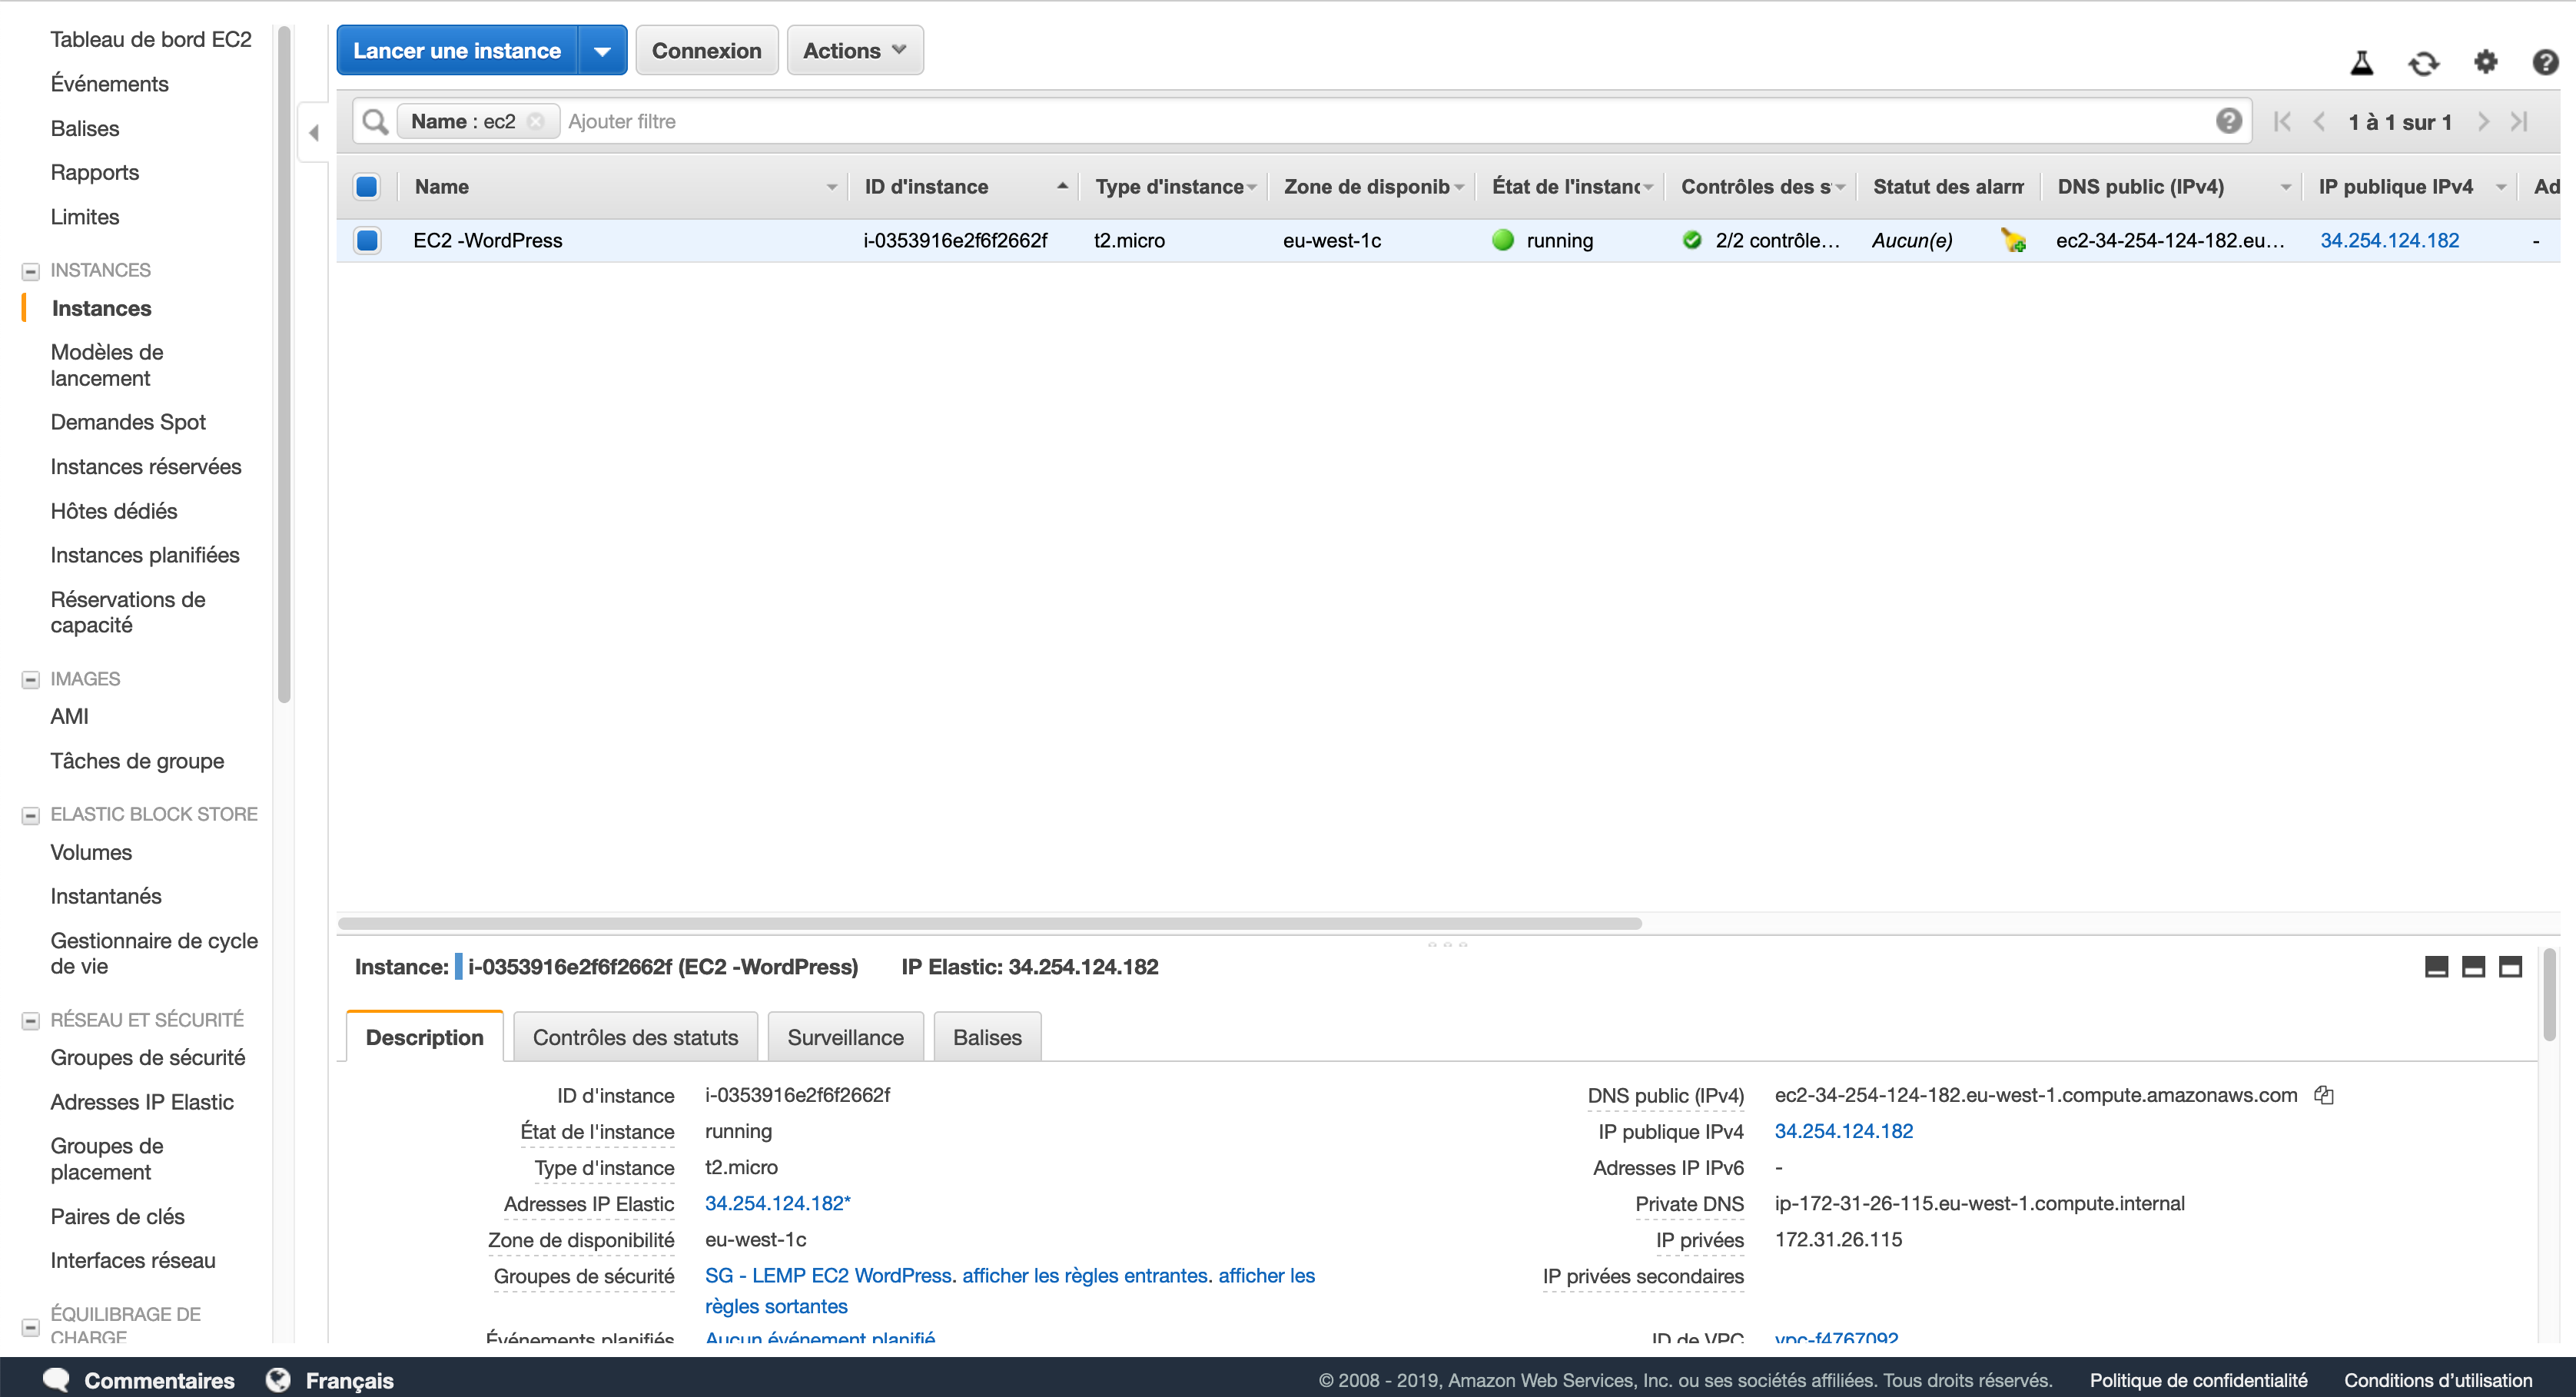 Tableau de bord EC2
Événements
Balises
Rapports
Limites
INSTANCES
Instances
Modèles de
lancement
Demandes Spot
Instances réservées
Hôtes dédiés
Instances planifiées
Réservations de
capacité
IMAGES
AMI
Tâches de groupe
ELASTIC BLOCK STORE
Volumes
Instantanés
Gestionnaire de cycle
de vie
RÉSEAU ET SÉCURITÉ
Groupes de sécurité
Adresses IP Elastic
Groupes de
placement
Paires de clés
Interfaces réseau
ÉQUILIBRAGE DE
CHARGE
Lancer une instance Connexion Actions
Name : ec2 Ajouter filtre 1 à 1 sur 1
Name ID d'instance Type d'instance Zone de disponib État de l'instanc Contrôles des s Statut des alarm DNS public (IPv4) IP publique IPv4 Ad
EC2 -WordPress i-0353916e2f6f2662f t2.micro eu-west-1c running 2/2 contrôle... Aucun(e) ec2-34-254-124-182.eu... 34.254.124.182 -
Instance: i-0353916e2f6f2662f (EC2 -WordPress) IP Elastic: 34.254.124.182
Description Contrôles des statuts Surveillance Balises
ID d'instance i-0353916e2f6f2662f
État de l'instance running
Type d'instance t2.micro
Adresses IP Elastic 34.254.124.182*
Zone de disponibilité eu-west-1c
Groupes de sécurité SG - LEMP EC2 WordPress. afficher les règles entrantes. afficher les
règles sortantes
Événements planifiés Aucun événement planifié
DNS public (IPv4) ec2-34-254-124-182.eu-west-1.compute.amazonaws.com
IP publique IPv4 34.254.124.182
Adresses IP IPv6 -
Private DNS ip-172-31-26-115.eu-west-1.compute.internal
IP privées 172.31.26.115
IP privées secondaires
ID de VPC vpc-f4767092
Commentaires Français © 2008 - 2019, Amazon Web Services, Inc. ou ses sociétés affiliées. Tous droits réservés. Politique de confidentialité Conditions d’utilisation